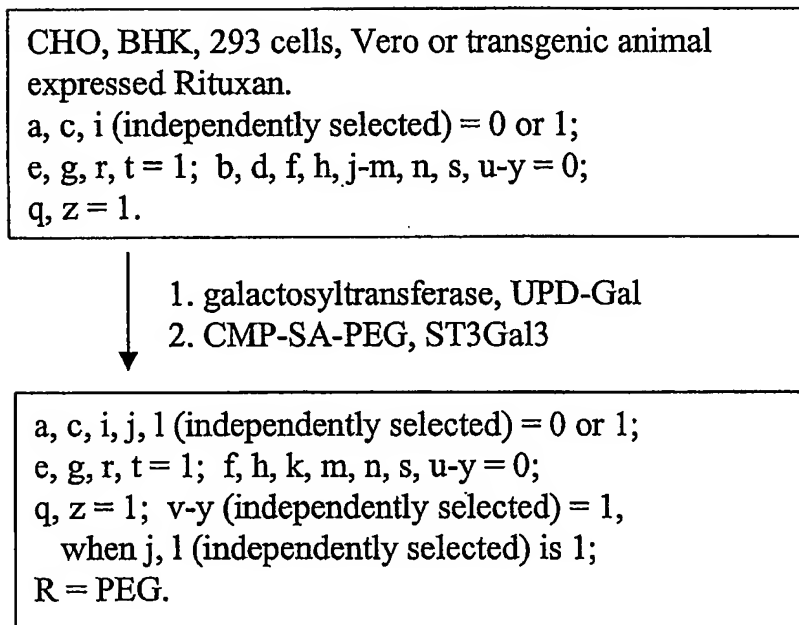 CHO, BHK, 293 cells, Vero or transgenic animal
expressed Rituxan.
a, c, i (independently selected) = 0 or 1;
e, g, r, t = 1; b, d, f, h, j-m, n, s, u-y = 0;
q, z = 1.
1. galactosyltransferase, UPD-Gal
2. CMP-SA-PEG, ST3Gal3
a, c, i, j, l (independently selected) = 0 or 1;
e, g, r, t = 1; f, h, k, m, n, s, u-y = 0;
q, z = 1; v-y (independently selected) = 1,
when j, l (independently selected) is 1;
R = PEG.